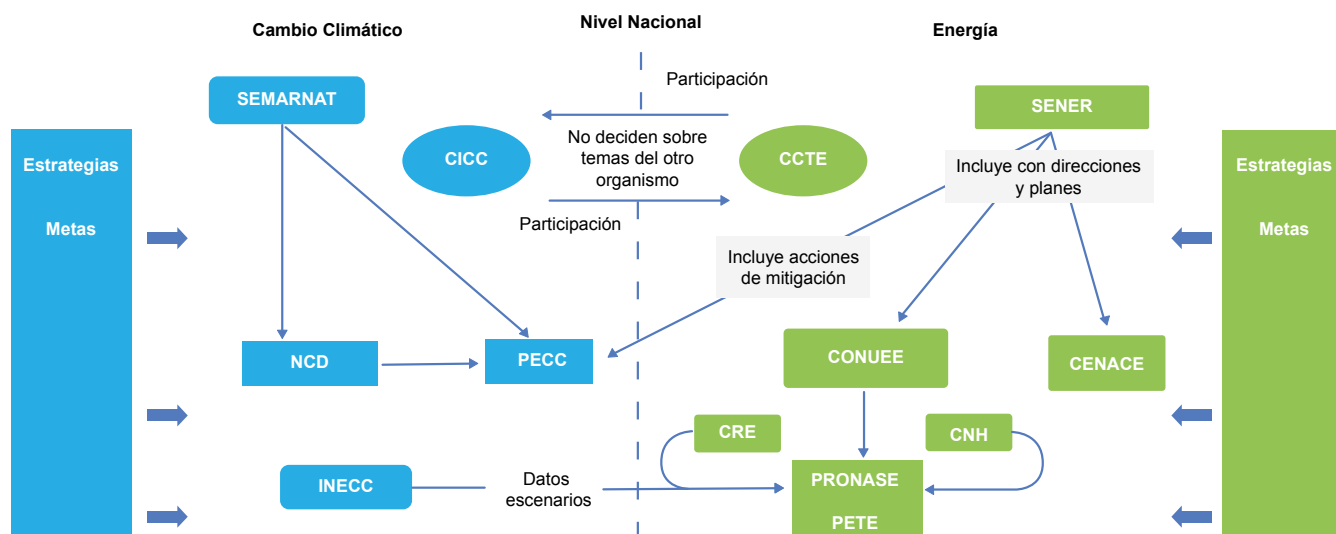 Cambio Climático
Nivel Nacional
Energía
Participación
SEMARNAT
SENER
CICC
No deciden sobre
temas del otro
organismo
CCTE
Participación
Estrategias
Metas
Incluye con direcciones
y planes
Estrategias
Metas
Incluye acciones
de mitigación
NCD
PECC
CONUEE
CENACE
CRE
CNH
INECC
Datos
escenarios
PRONASE
PETE